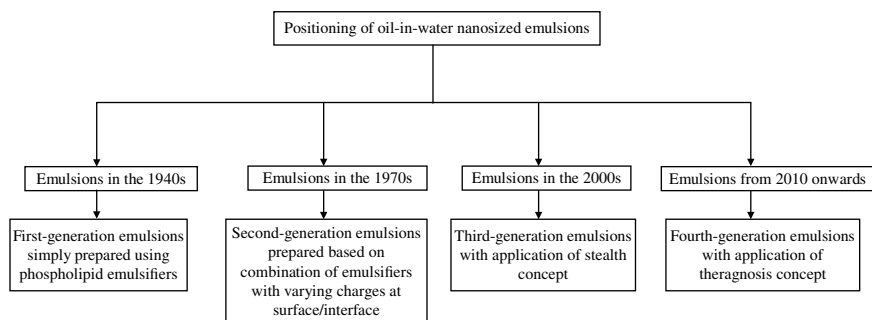 Positioning of oil-in-water nanosized emulsions
Emulsions in the 1940s
Emulsions in the 1970s
Emulsions in the 2000s
Emulsions from 2010 onwards
First-generation emulsions
simply prepared using
phospholipid emulsifiers
Second-generation emulsions
prepared based on
combination of emulsifiers
with varying charges at
surface/interface
Third-generation emulsions
with application of stealth
concept
Fourth-generation emulsions
with application of
theragnosis concept